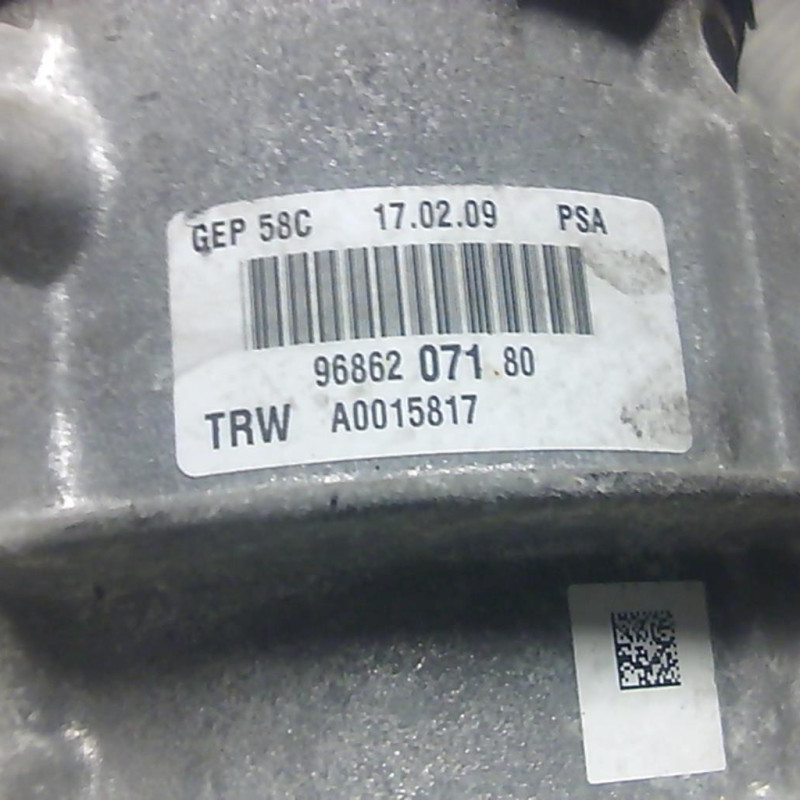 GEP 58C 17.02.09 PSA
96862 071 80
TRW A0015817